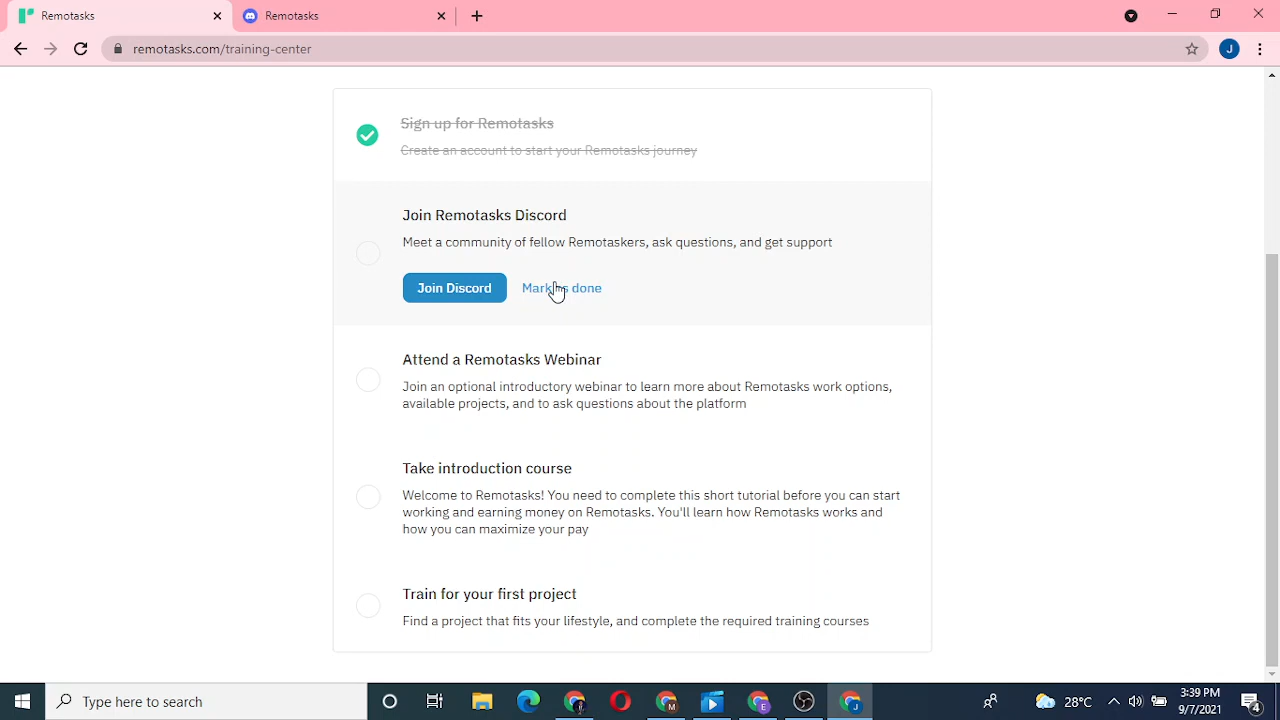 Remotasks
Remotasks
remotasks.com/training-center
J
Sign up for Remotasks
Create an account to start your Remotasks journey
Join Remotasks Discord
Meet a community of fellow Remotaskers, ask questions, and get support
Join Discord
Mark as done
Attend a Remotasks Webinar
Join an optional introductory webinar to learn more about Remotasks work options,
available projects, and to ask questions about the platform
Take introduction course
Welcome to Remotasks! You need to complete this short tutorial before you can start
working and earning money on Remotasks. You'll learn how Remotasks works and
how you can maximize your pay
Train for your first project
Find a project that fits your lifestyle, and complete the required training courses
Type here to search
M
E
J
28°C
3:39 PM
9/7/2021
4